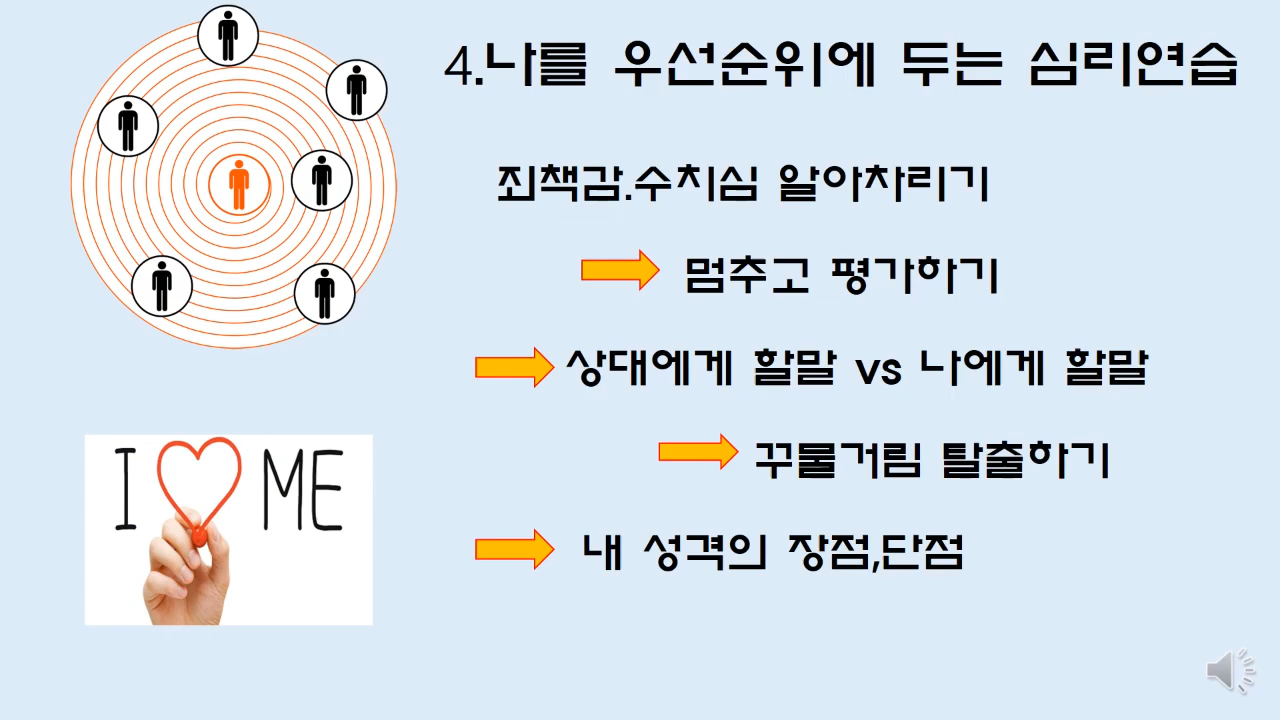 4.나를 우선순위에 두는 심리연습
죄책감.수치심 알아차리기
멈추고 평가하기
상대에게 할말 vs 나에게 할말
꾸물거림 탈출하기
내 성격의 장점,단점
I ME